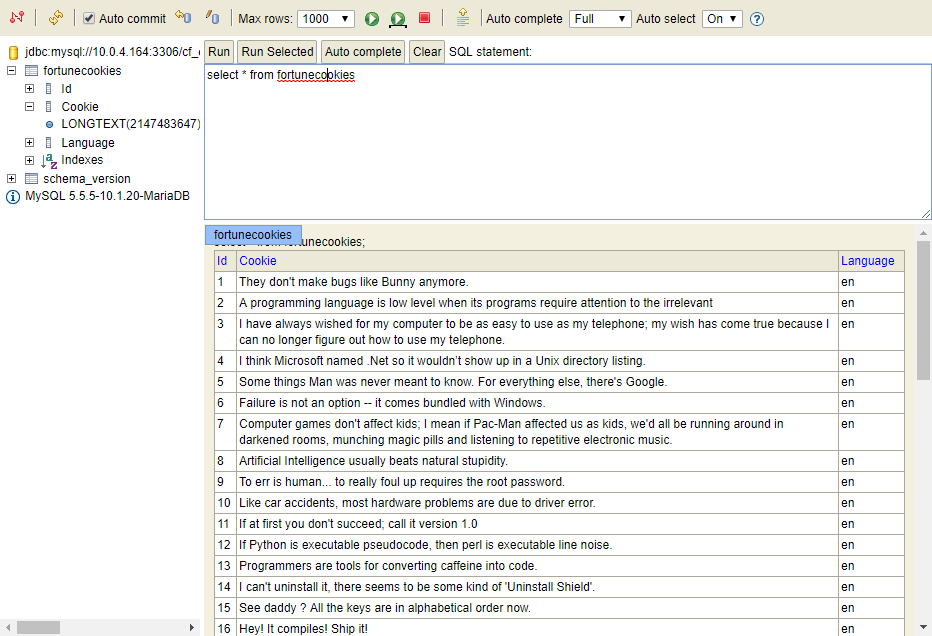 Auto commit Max rows: 1000 Auto complete Full Auto select On
jdbc:mysql://10.0.4.164:3306/cf_
fortunecookies
Id
Cookie
LONGTEXT(2147483647)
Language
Indexes
schema_version
MySQL 5.5.5-10.1.20-MariaDB
Run Run Selected Auto complete Clear SQL statement:
select * from fortunecookies
fortunecookies
select * from fortunecookies;
Id Cookie Language
1 They don't make bugs like Bunny anymore. en
2 A programming language is low level when its programs require attention to the irrelevant en
3 I have always wished for my computer to be as easy to use as my telephone; my wish has come true because I en
can no longer figure out how to use my telephone.
4 I think Microsoft named .Net so it wouldn't show up in a Unix directory listing. en
5 Some things Man was never meant to know. For everything else, there's Google. en
6 Failure is not an option -- it comes bundled with Windows. en
7 Computer games don't affect kids; I mean if Pac-Man affected us as kids, we'd all be running around in en
darkened rooms, munching magic pills and listening to repetitive electronic music.
8 Artificial Intelligence usually beats natural stupidity. en
9 To err is human... to really foul up requires the root password. en
10 Like car accidents, most hardware problems are due to driver error. en
11 If at first you don't succeed; call it version 1.0 en
12 If Python is executable pseudocode, then perl is executable line noise. en
13 Programmers are tools for converting caffeine into code. en
14 I can't uninstall it, there seems to be some kind of 'Uninstall Shield'. en
15 See daddy ? All the keys are in alphabetical order now. en
16 Hey! It compiles! Ship it! en